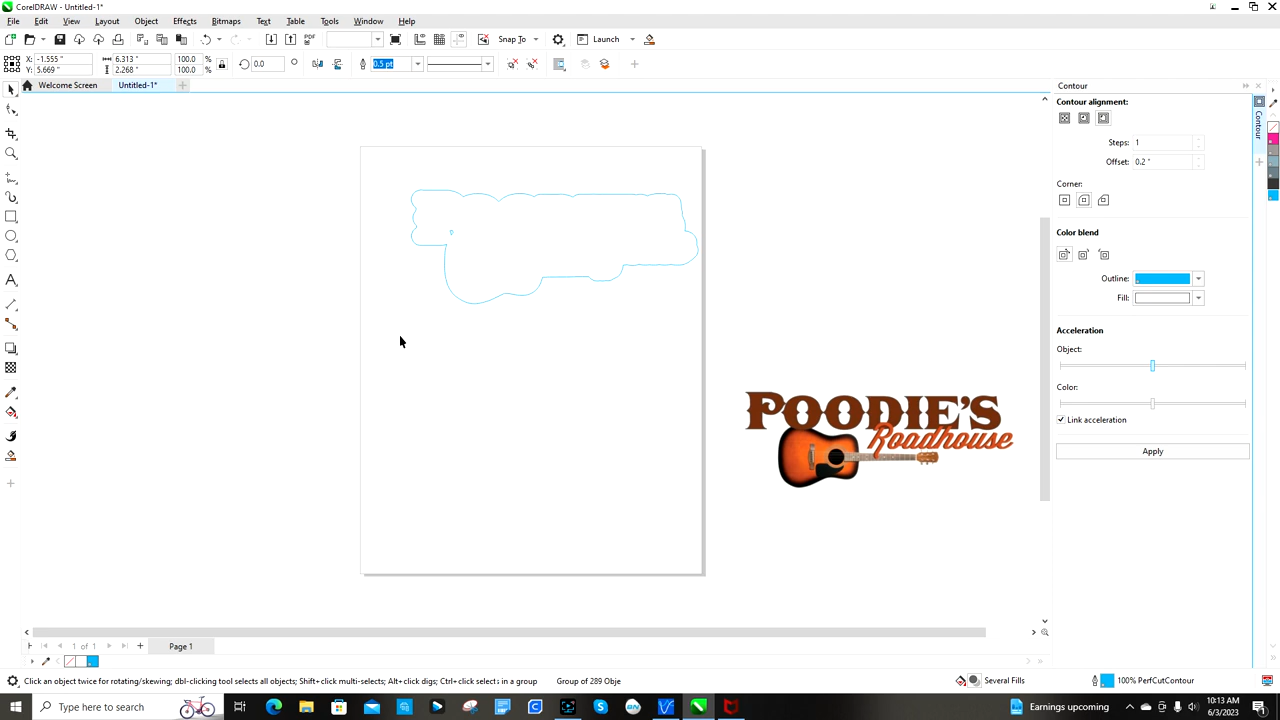 CorelDRAW - Untitled-1*
File Edit View Layout Object Effects Bitmaps Text Table Tools Window Help
PDF Snap To Launch
X: -1.555 " 6.313 " 100.0 % 0.0 0.5 pt
Y: 5.669 " 2.268 " 100.0 %
Welcome Screen Untitled-1*
Contour
Contour alignment:
Steps: 1
Offset: 0.2 "
Corner:
Color blend
Outline:
Fill:
Acceleration
Object:
Color:
Link acceleration
Apply
Contour
POODIE'S
Roadhouse
1 of 1 Page 1
Click an object twice for rotating/skewing; dbl-clicking tool selects all objects; Shift+click multi-selects; Alt+click digs; Ctrl+click selects in a group Group of 289 Obje Several Fills 100% PerfCutContour
Type here to search Earnings upcoming 10:13 AM
6/3/2023